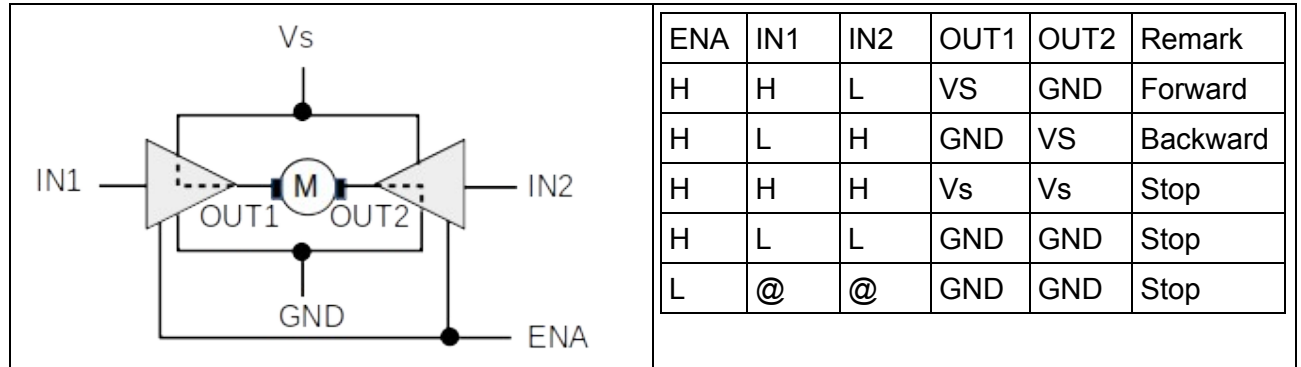 Vs
IN1
M
IN2
OUT1
OUT2
GND
ENA
ENA IN1 IN2 OUT1 OUT2 Remark
H H L VS GND Forward
H L H GND VS Backward
H H H Vs Vs Stop
H L L GND GND Stop
L @ @ GND GND Stop